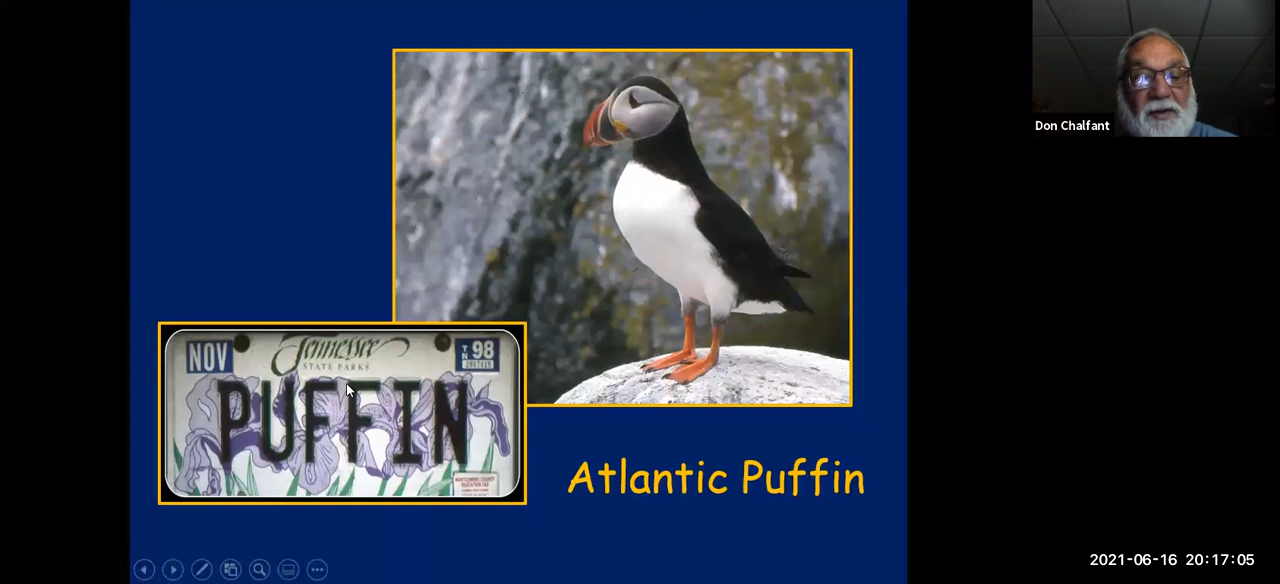 Don Chalfant
NOV
Tennessee
TN 98
STATE PARKS
PUFFIN
Atlantic Puffin
2021-06-16 20:17:05